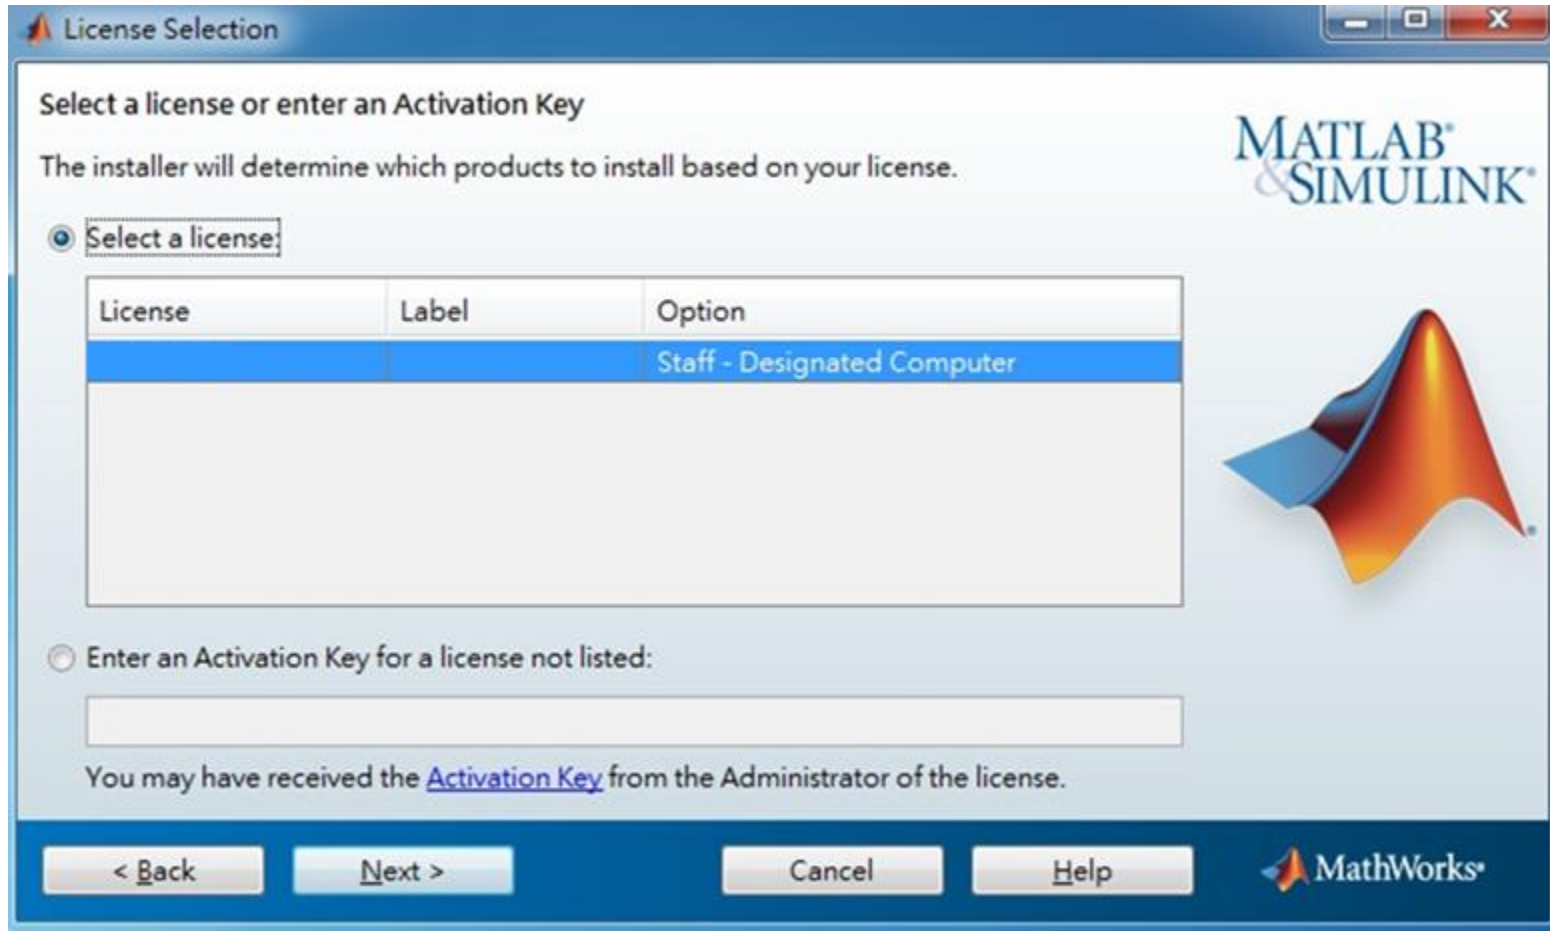 License Selection
Select a license or enter an Activation Key
The installer will determine which products to install based on your license.
MATLAB®
&SIMULINK®
Select a license:
License Label Option
Staff - Designated Computer
Enter an Activation Key for a license not listed:
You may have received the Activation Key from the Administrator of the license.
< Back Next > Cancel Help MathWorks®